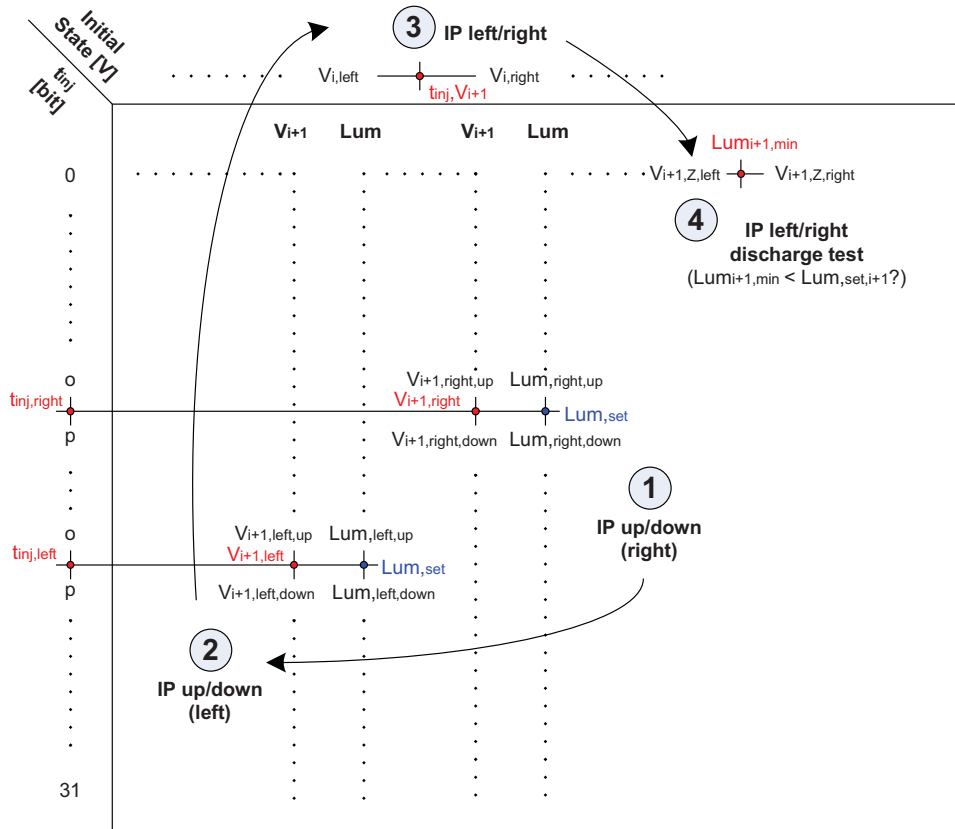 Initial
State [V]
tinj
[bit]
3 IP left/right
Vi,left Vi,right
tinj,Vi+1
Vi+1 Lum Vi+1 Lum
Lumi+1,min
0 Vi+1,Z,left Vi+1,Z,right
4
IP left/right
discharge test
(Lumi+1,min < Lum,set,i+1?)
o Vi+1,right,up Lum,right,up
tinj,right Vi+1,right Lum,set
p Vi+1,right,down Lum,right,down
1
IP up/down
(right)
o Vi+1,left,up Lum,left,up
tinj,left Vi+1,left Lum,set
p Vi+1,left,down Lum,left,down
2
IP up/down
(left)
31